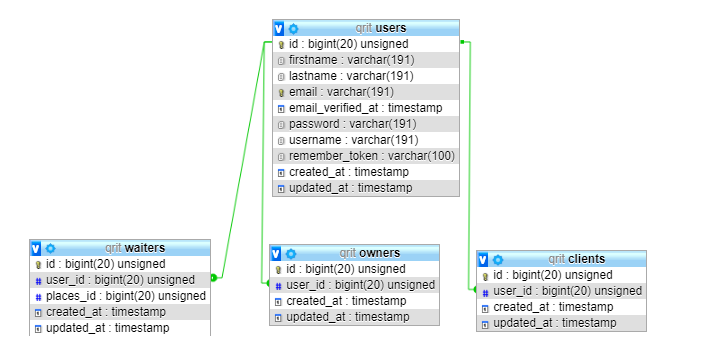 qrit users
id : bigint(20) unsigned
firstname : varchar(191)
lastname : varchar(191)
email : varchar(191)
email_verified_at : timestamp
password : varchar(191)
username : varchar(191)
remember_token : varchar(100)
created_at : timestamp
updated_at : timestamp
qrit waiters
id : bigint(20) unsigned
user_id : bigint(20) unsigned
places_id : bigint(20) unsigned
created_at : timestamp
updated_at : timestamp
qrit owners
id : bigint(20) unsigned
user_id : bigint(20) unsigned
created_at : timestamp
updated_at : timestamp
qrit clients
id : bigint(20) unsigned
user_id : bigint(20) unsigned
created_at : timestamp
updated_at : timestamp